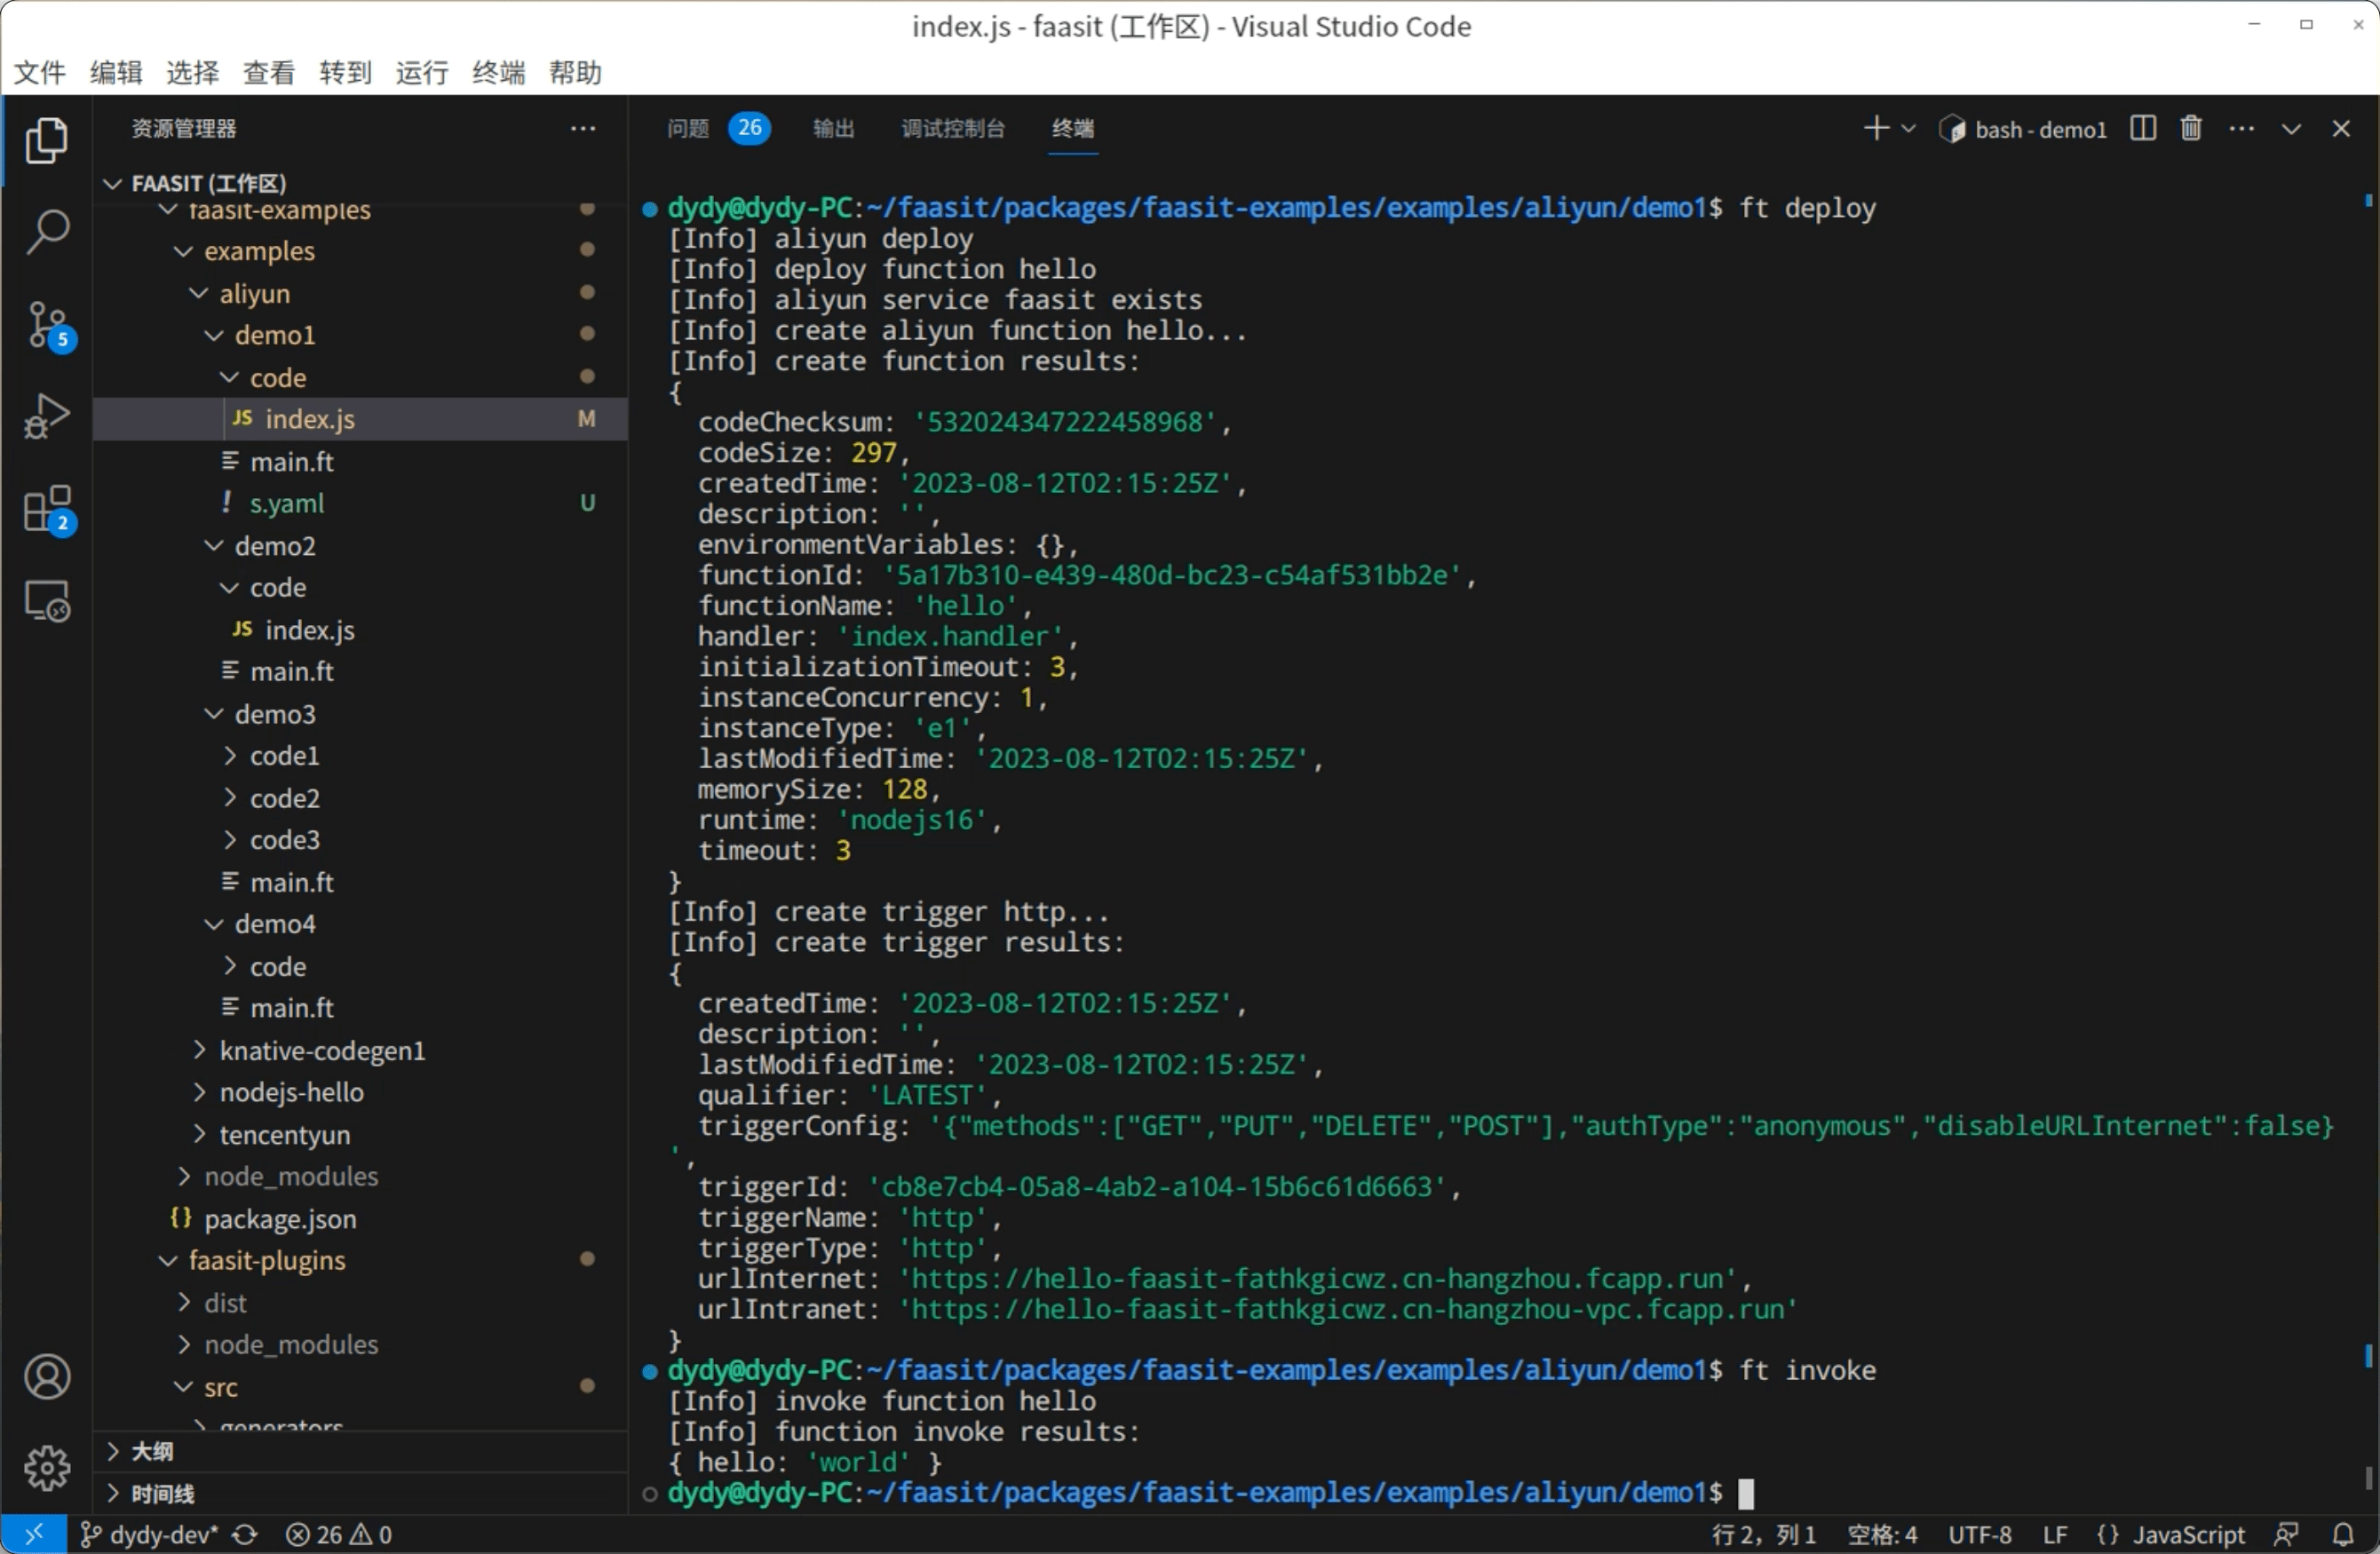 index.js - faasit (工作区) - Visual Studio Code
文件 编辑 选择 查看 转到 运行 终端 帮助
资源管理器
FAASIT (工作区)
faasit-examples
examples
aliyun
demo1
code
JS index.js M
main.ft
! s.yaml U
demo2
code
JS index.js
main.ft
demo3
code1
code2
code3
main.ft
demo4
code
main.ft
knative-codegen1
nodejs-hello
tencentyun
node_modules
{} package.json
faasit-plugins
dist
node_modules
src
generators
大纲
时间线
5
2
问题 26 输出 调试控制台 终端
bash - demo1
dydy@dydy-PC:~/faasit/packages/faasit-examples/examples/aliyun/demo1$ ft deploy
[Info] aliyun deploy
[Info] deploy function hello
[Info] aliyun service faasit exists
[Info] create aliyun function hello...
[Info] create function results:
{
codeChecksum: '532024347222458968',
codeSize: 297,
createdTime: '2023-08-12T02:15:25Z',
description: '',
environmentVariables: {},
functionId: '5a17b310-e439-480d-bc23-c54af531bb2e',
functionName: 'hello',
handler: 'index.handler',
initializationTimeout: 3,
instanceConcurrency: 1,
instanceType: 'e1',
lastModifiedTime: '2023-08-12T02:15:25Z',
memorySize: 128,
runtime: 'nodejs16',
timeout: 3
}
[Info] create trigger http...
[Info] create trigger results:
{
createdTime: '2023-08-12T02:15:25Z',
description: '',
lastModifiedTime: '2023-08-12T02:15:25Z',
qualifier: 'LATEST',
triggerConfig: '{"methods":["GET","PUT","DELETE","POST"],"authType":"anonymous","disableURLInternet":false}
',
triggerId: 'cb8e7cb4-05a8-4ab2-a104-15b6c61d6663',
triggerName: 'http',
triggerType: 'http',
urlInternet: 'https://hello-faasit-fathkgicwz.cn-hangzhou.fcapp.run',
urlIntranet: 'https://hello-faasit-fathkgicwz.cn-hangzhou-vpc.fcapp.run'
}
dydy@dydy-PC:~/faasit/packages/faasit-examples/examples/aliyun/demo1$ ft invoke
[Info] invoke function hello
[Info] function invoke results:
{ hello: 'world' }
dydy@dydy-PC:~/faasit/packages/faasit-examples/examples/aliyun/demo1$
dydy-dev* 26 0 行 2，列 1 空格: 4 UTF-8 LF {} JavaScript